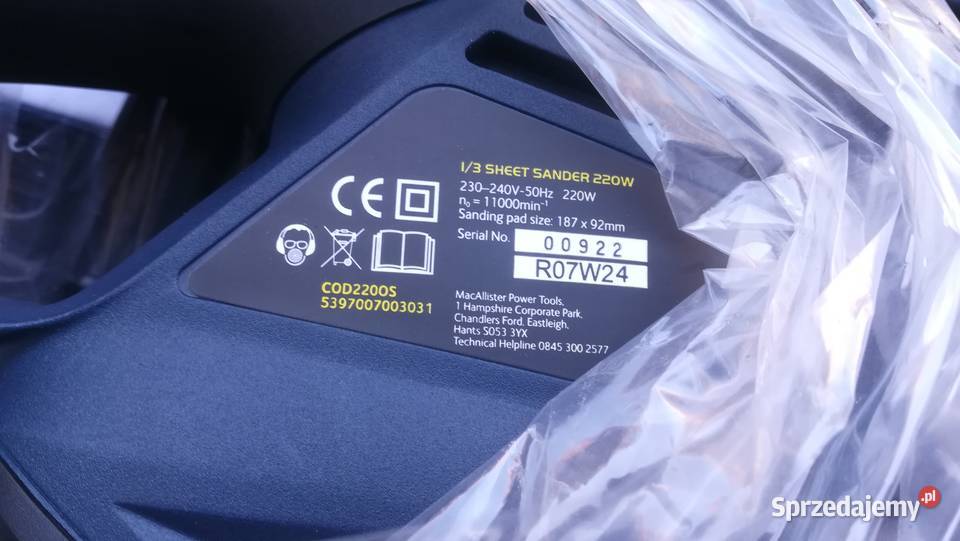 1/3 SHEET SANDER 220W
230–240V-50Hz 220W
n₀ = 11000min⁻¹
Sanding pad size: 187 x 92mm
Serial No. 00922
R07W24
CE
COD220OS
5397007003031
MacAllister Power Tools,
1 Hampshire Corporate Park,
Chandlers Ford, Eastleigh,
Hants SO53 3YX
Technical Helpline 0845 300 2577
Sprzedajemy.pl